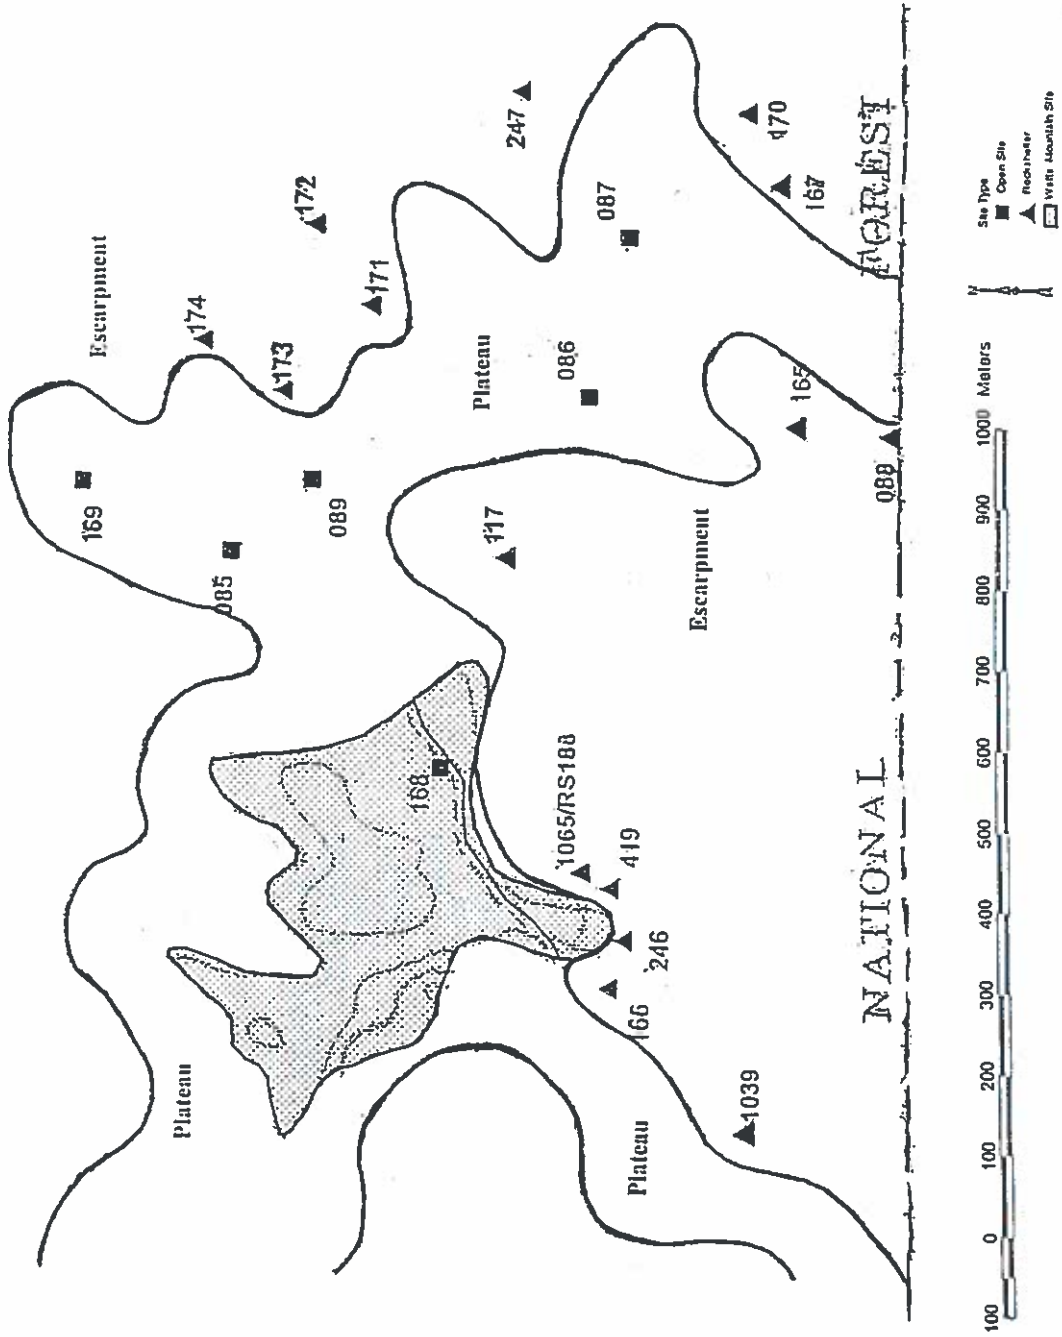 Escarpment
169
174
172
173
085
089
171
247
Plateau
117
086
087
170
167
165
088
Escarpment
Plateau
168
1065/RS188
419
246
166
1039
Plateau
NATIONAL FOREST
100 0 100 200 300 400 500 600 700 800 900 1000 Meters
N
Site Type
Open Site
Rockshelter
Watts Mountain Site